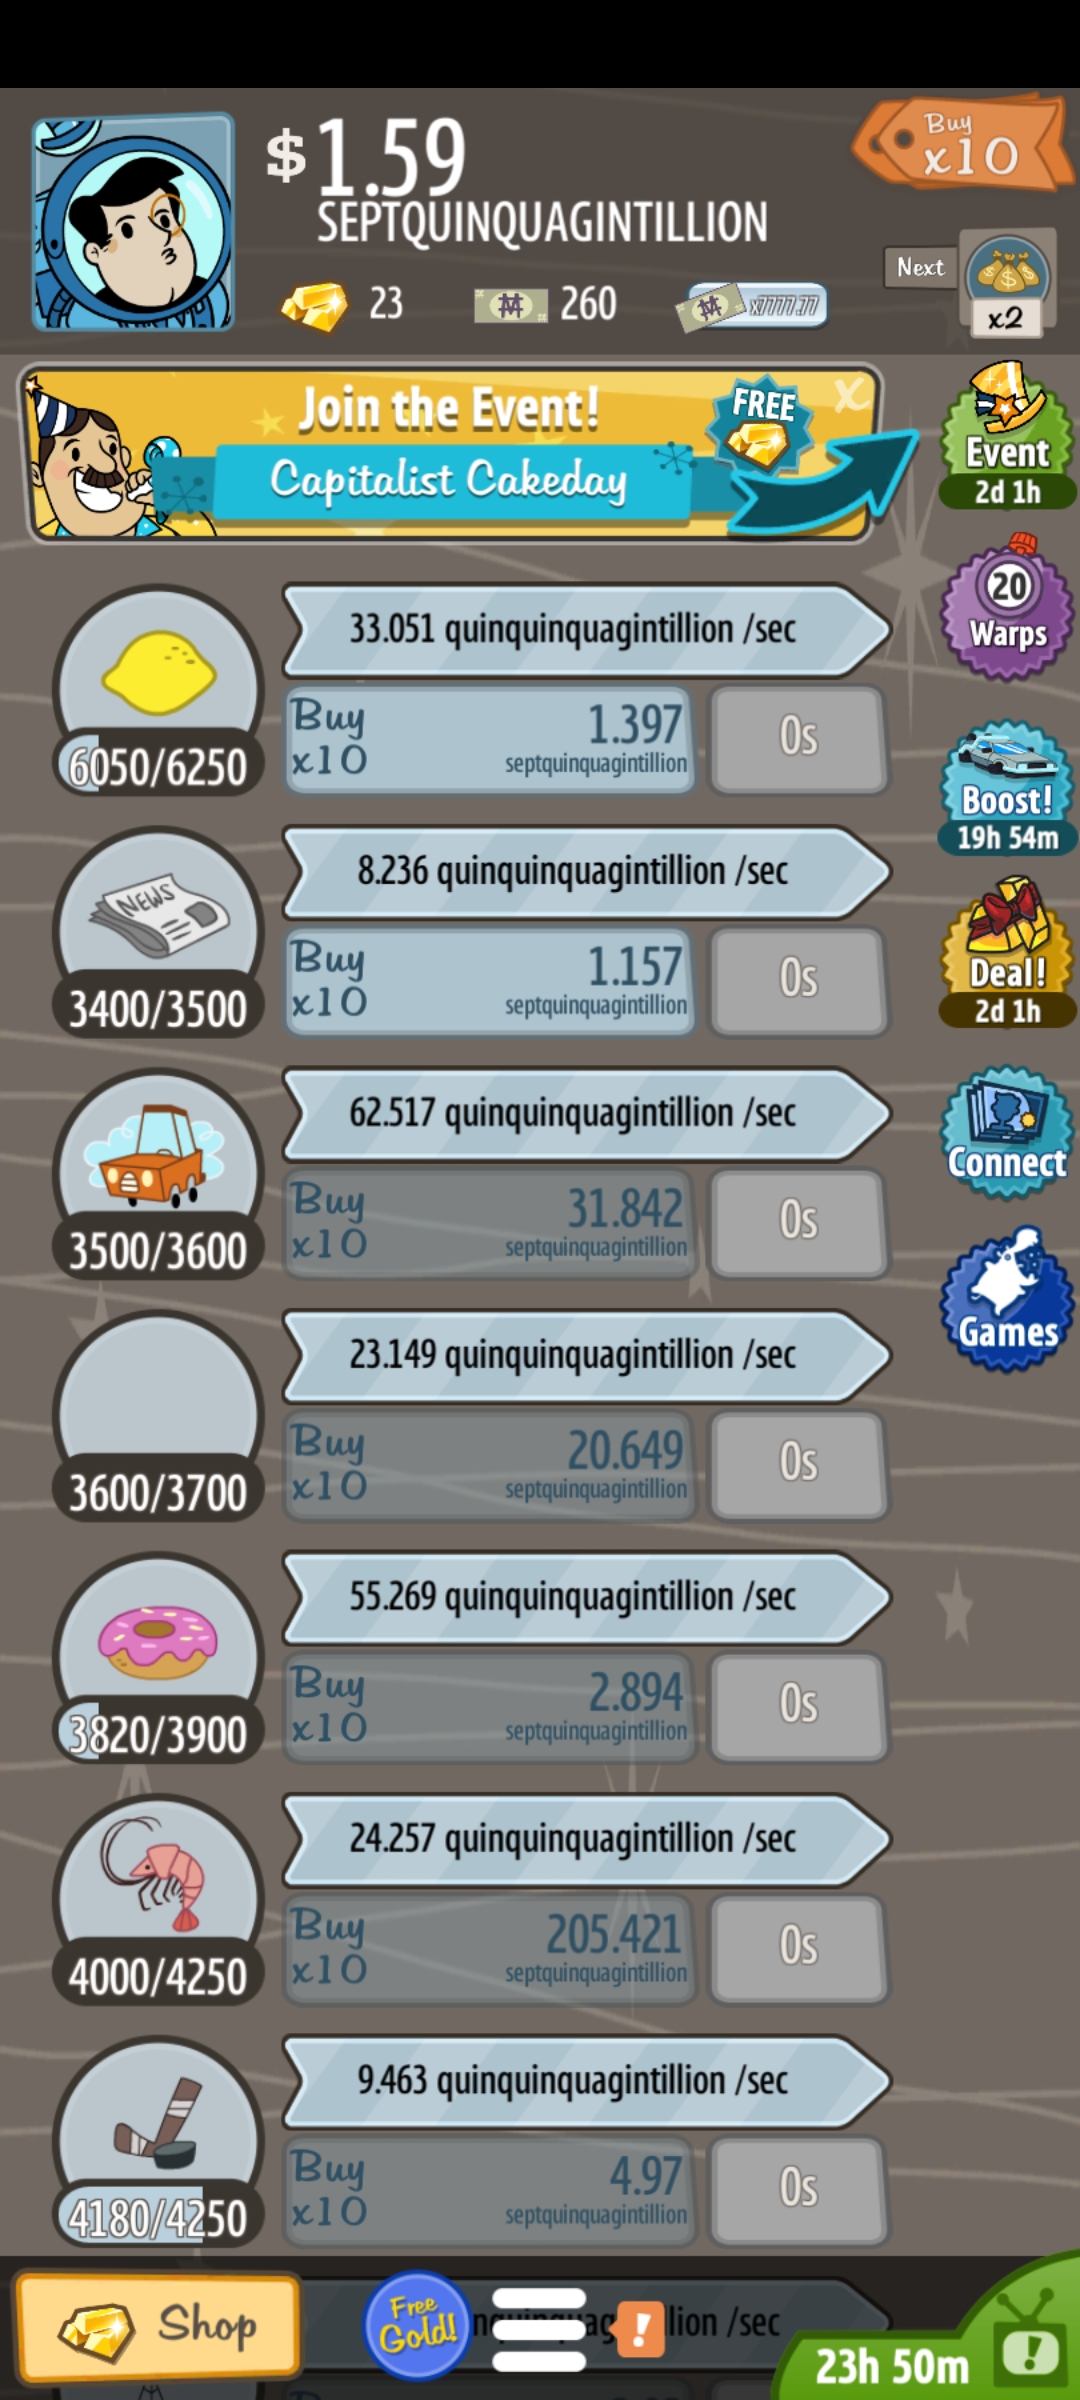 $1.59
SEPTQUINQUAGINTILLION
Buy
x10
23
260
x7777.77
Next
x2
Join the Event!
Capitalist Cakeday
FREE
X
Event
2d 1h
20
Warps
Boost!
19h 54m
Deal!
2d 1h
Connect
Games
33.051 quinquinquagintillion /sec
6050/6250
Buy
x10
1.397
septquinquagintillion
0s
8.236 quinquinquagintillion /sec
NEWS
3400/3500
Buy
x10
1.157
septquinquagintillion
0s
62.517 quinquinquagintillion /sec
3500/3600
Buy
x10
31.842
septquinquagintillion
0s
23.149 quinquinquagintillion /sec
3600/3700
Buy
x10
20.649
septquinquagintillion
0s
55.269 quinquinquagintillion /sec
3820/3900
Buy
x10
2.894
septquinquagintillion
0s
24.257 quinquinquagintillion /sec
4000/4250
Buy
x10
205.421
septquinquagintillion
0s
9.463 quinquinquagintillion /sec
4180/4250
Buy
x10
4.97
septquinquagintillion
0s
Shop
Free
Gold!
!
llion /sec
23h 50m
!